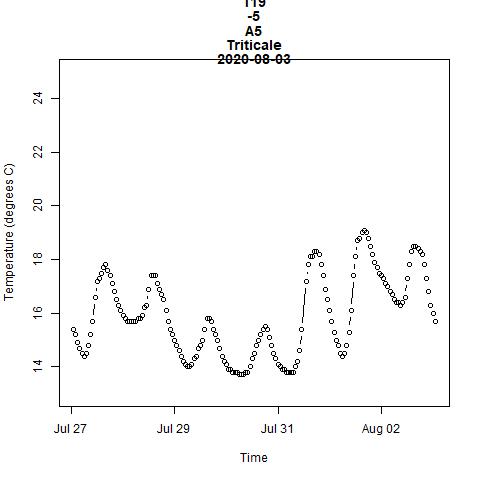 T19
-5
A5
Triticale
2020-08-03
24
22
20
18
16
14
Temperature (degrees C)
Jul 27
Jul 29
Jul 31
Aug 02
Time